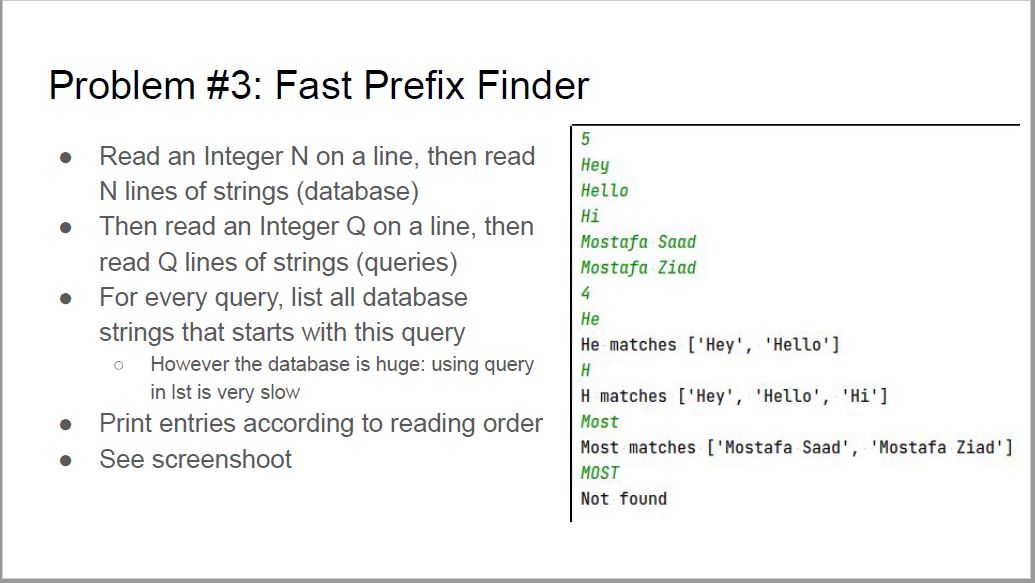 Problem #3: Fast Prefix Finder
● Read an Integer N on a line, then read
N lines of strings (database)
● Then read an Integer Q on a line, then
read Q lines of strings (queries)
● For every query, list all database
strings that starts with this query
○ However the database is huge: using query
in lst is very slow
● Print entries according to reading order
● See screenshoot
5
Hey
Hello
Hi
Mostafa Saad
Mostafa Ziad
4
He
He matches ['Hey', 'Hello']
H
H matches ['Hey', 'Hello', 'Hi']
Most
Most matches ['Mostafa Saad', 'Mostafa Ziad']
MOST
Not found